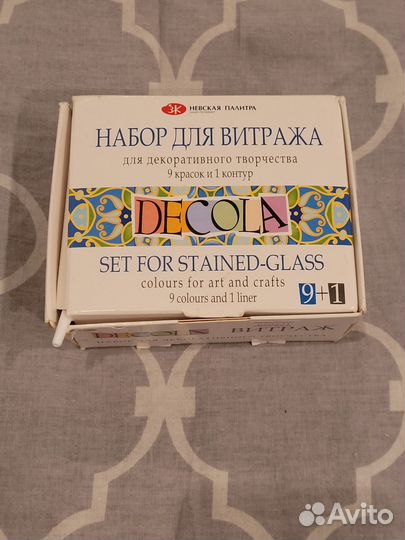 НЕВСКАЯ ПАЛИТРА
НАБОР ДЛЯ ВИТРАЖА
для декоративного творчества
9 красок и 1 контур
DECOLA
SET FOR STAINED-GLASS
colours for art and crafts
9 colours and 1 liner
9+1
DECOLA ВИТРАЖ
Avito